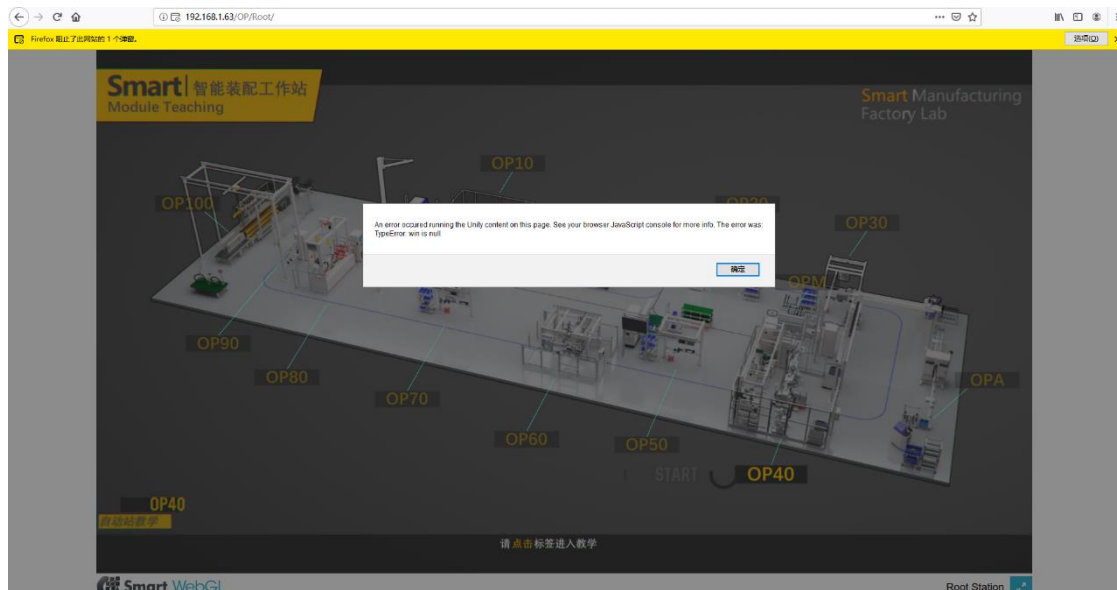 192.168.1.63/OP/Root/
Firefox 阻止了此网站的 1 个弹窗。
选项(O)
Smart 智能装配工作站
Module Teaching
Smart Manufacturing
Factory Lab
OP10
OP100
OP20
OP30
An error occured running the Unity content on this page. See your browser JavaScript console for more info. The error was:
TypeError: win is null
确定
OPM
OP90
OP80
OPA
OP70
OP60
OP50
START
OP40
OP40
自动站教学
请点击标签进入教学
Smart WebGL
Root Station